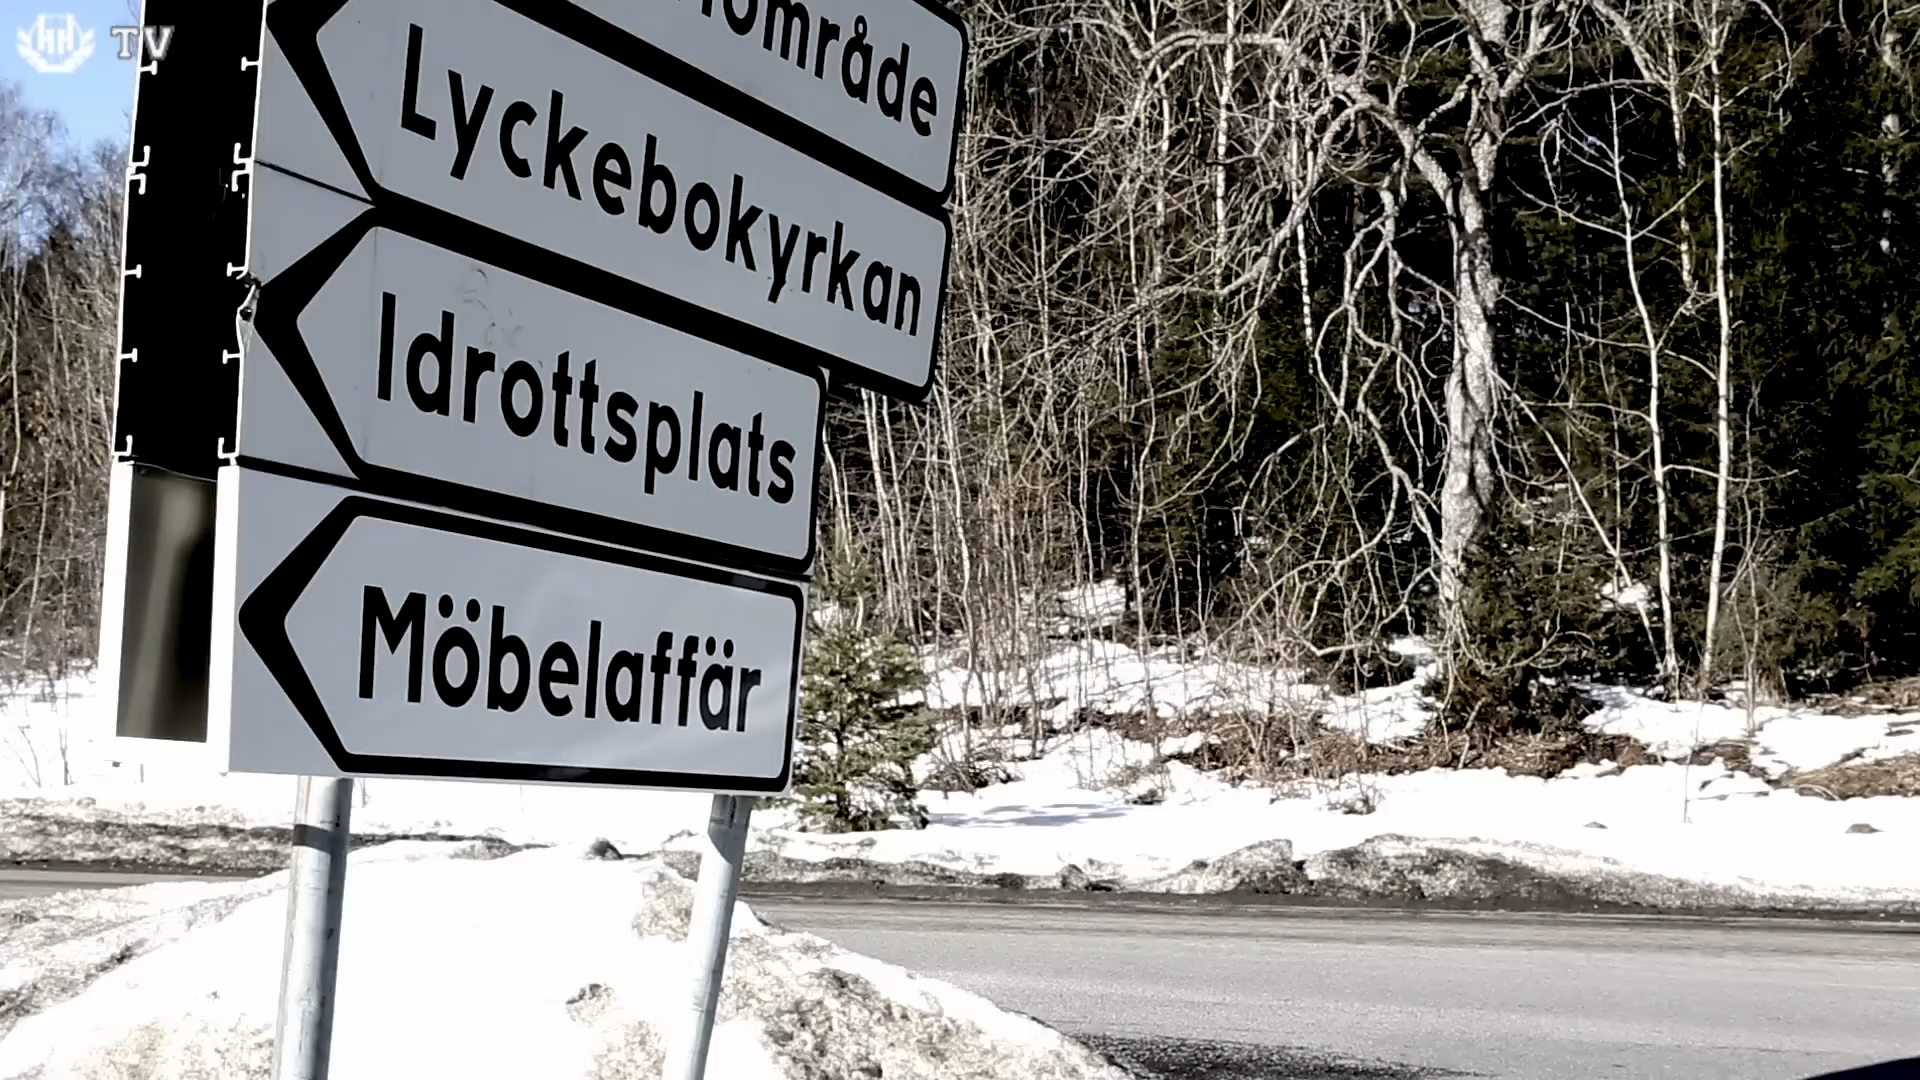 TV
område
Lyckebokyrkan
Idrottsplats
Möbelaffär